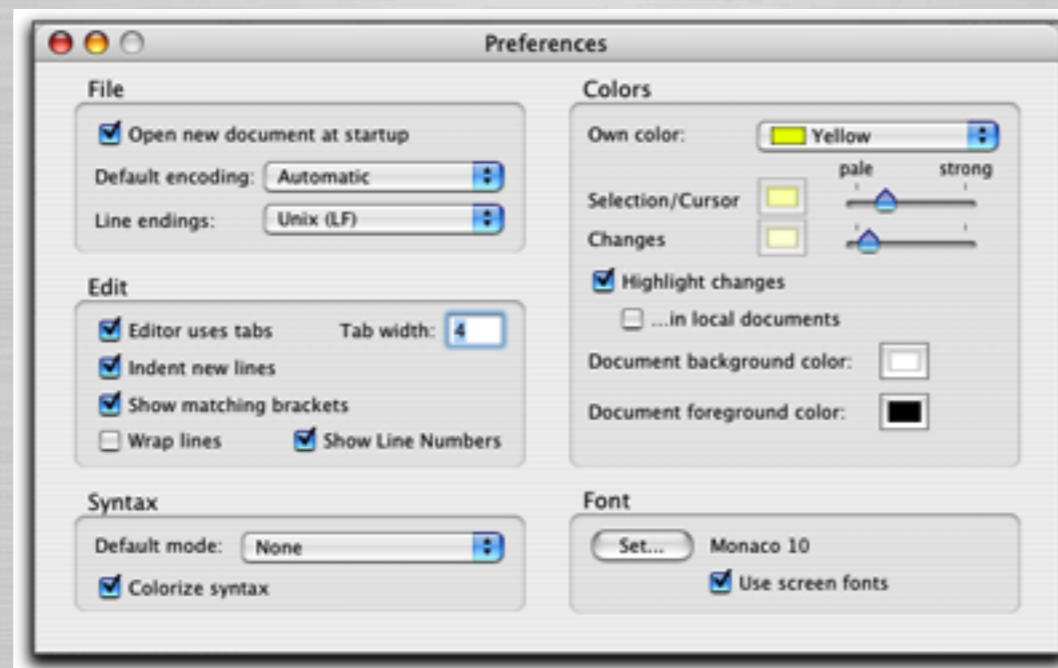 Preferences
File
Open new document at startup
Default encoding: Automatic
Line endings: Unix (LF)
Edit
Editor uses tabs Tab width: 4
Indent new lines
Show matching brackets
Wrap lines Show Line Numbers
Syntax
Default mode: None
Colorize syntax
Colors
Own color: Yellow
pale strong
Selection/Cursor
Changes
Highlight changes
...in local documents
Document background color:
Document foreground color:
Font
Set... Monaco 10
Use screen fonts